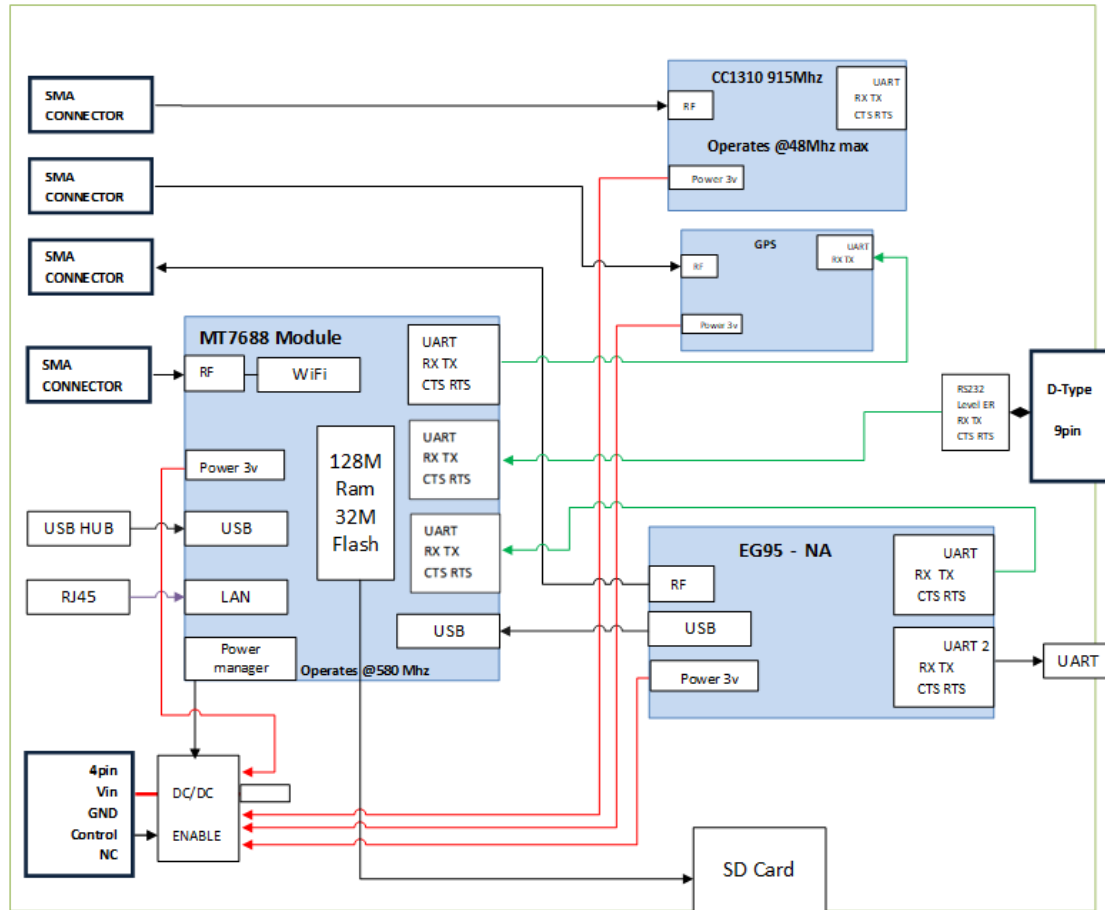 SMA
CONNECTOR
SMA
CONNECTOR
SMA
CONNECTOR
SMA
CONNECTOR
CC1310 915Mhz
UART
RX TX
CTS RTS
RF
Operates @48Mhz max
Power 3v
GPS
UART
RX TX
RF
Power 3v
MT7688 Module
RF
WiFi
UART
RX TX
CTS RTS
UART
RX TX
CTS RTS
UART
RX TX
CTS RTS
128M
Ram
32M
Flash
Power 3v
USB
LAN
USB
Power
manager
Operates @580 Mhz
USB HUB
RJ45
RS232
Level ER
RX TX
CTS RTS
D-Type
9pin
EG95 - NA
RF
USB
Power 3v
UART
RX TX
CTS RTS
UART 2
RX TX
CTS RTS
UART
4pin
Vin
GND
Control
NC
DC/DC
ENABLE
SD Card